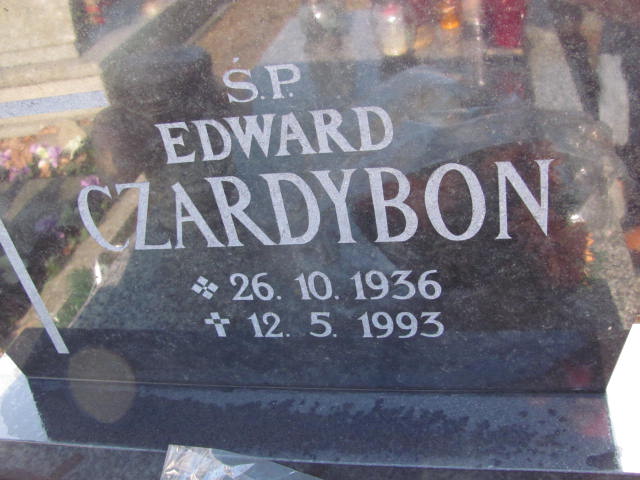 Ś.P.
EDWARD
CZARDYBON
26. 10. 1936
12. 5. 1993